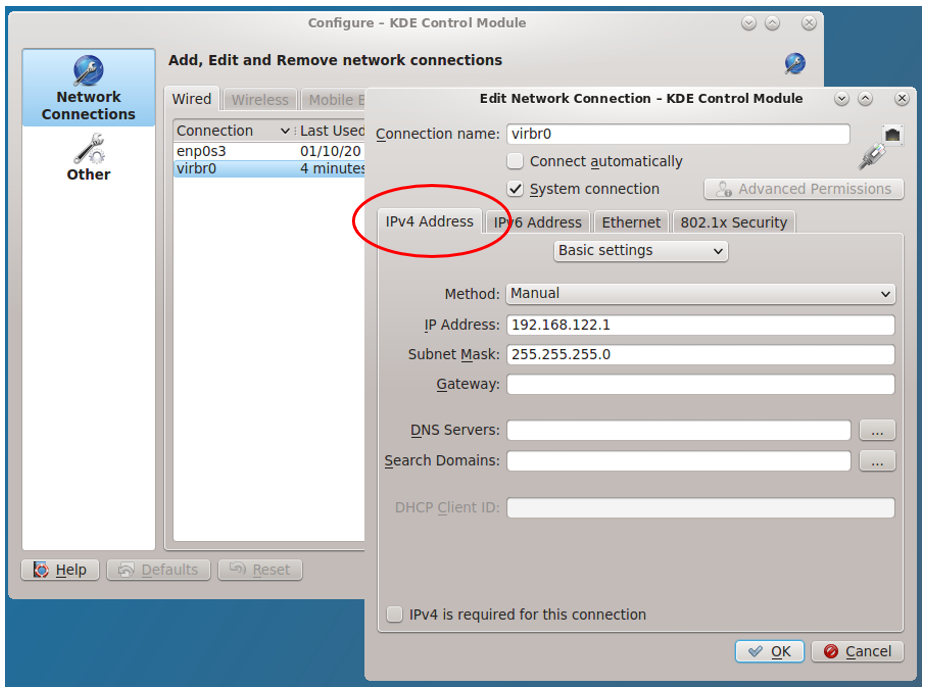 Configure – KDE Control Module
Network
Connections
Other
Add, Edit and Remove network connections
Wired
Wireless
Mobile B
Connection
Last Used
enp0s3
01/10/20
virbr0
4 minutes
Help
Defaults
Reset
Edit Network Connection – KDE Control Module
Connection name: virbr0
Connect automatically
System connection
Advanced Permissions
IPv4 Address
IPv6 Address
Ethernet
802.1x Security
Basic settings
Method: Manual
IP Address: 192.168.122.1
Subnet Mask: 255.255.255.0
Gateway:
DNS Servers:
...
Search Domains:
...
DHCP Client ID:
IPv4 is required for this connection
OK
Cancel